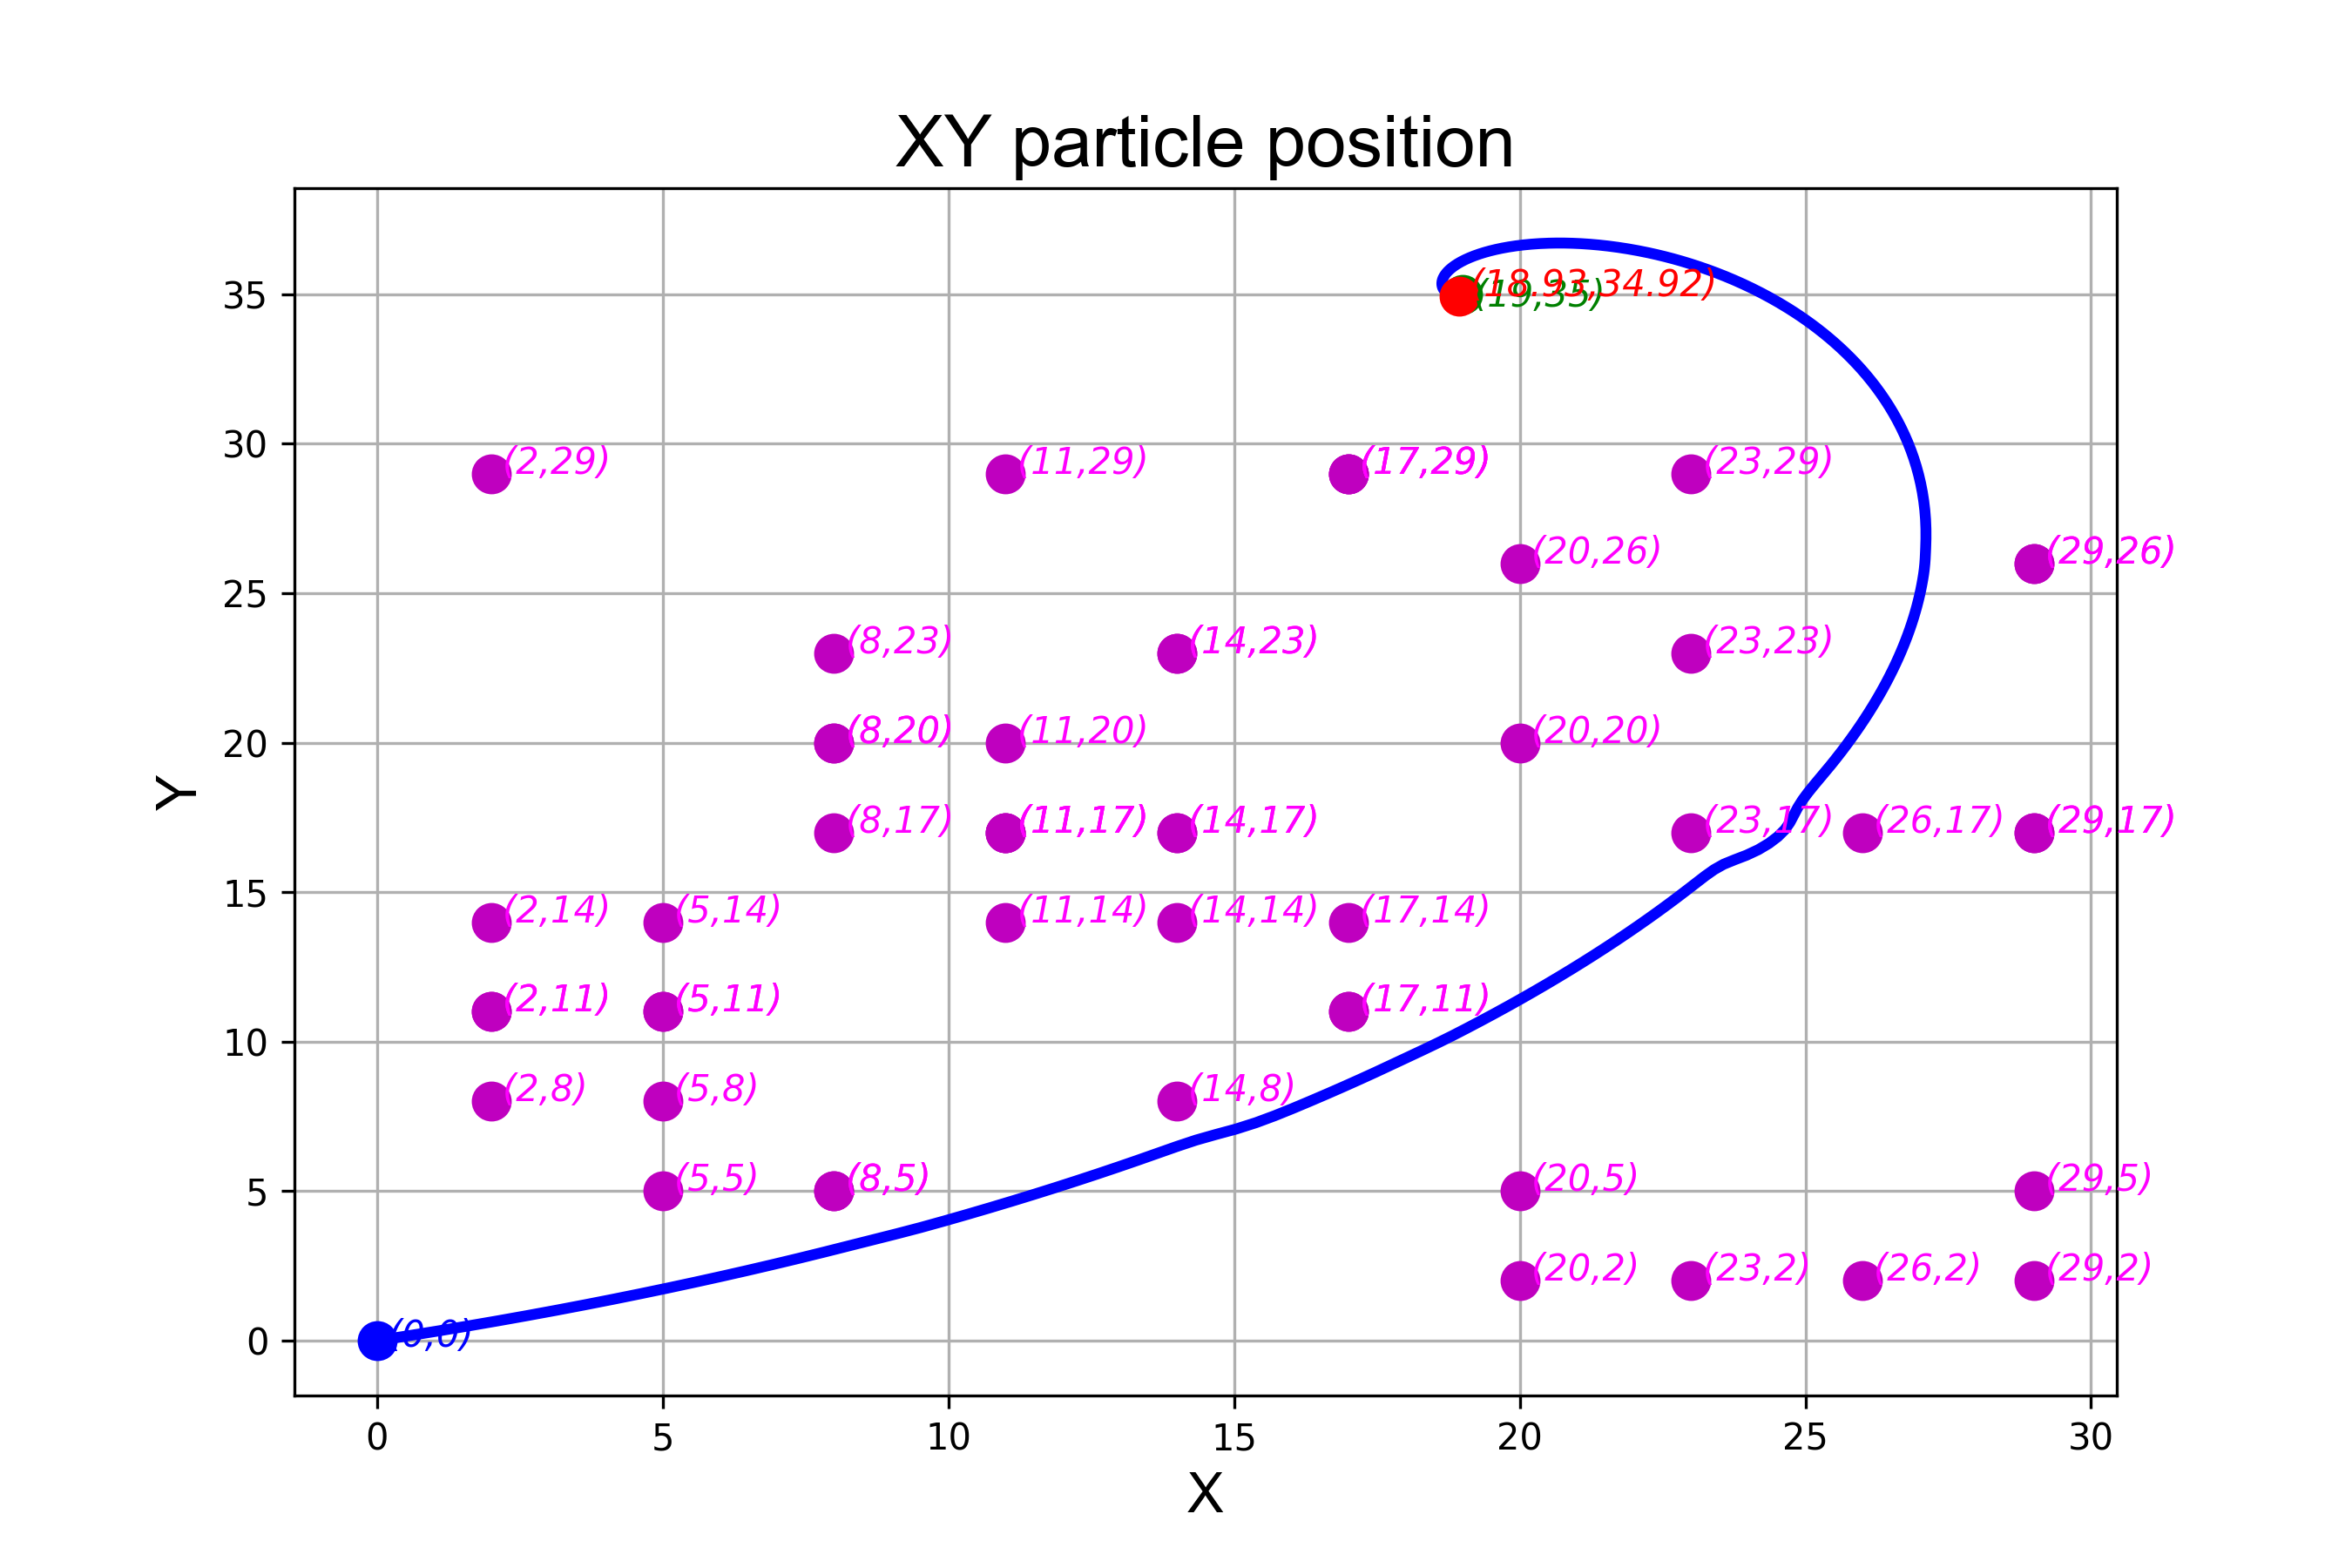 XY particle position
35
(18.93,34.92)
(19,35)
30
(2,29) (11,29) (17,29) (23,29)
(20,26) (29,26)
25
(8,23) (14,23) (23,23)
20
(8,20) (11,20) (20,20)
Y
(8,17) (11,17) (14,17) (23,17) (26,17) (29,17)
15
(2,14) (5,14) (11,14) (14,14) (17,14)
(2,11) (5,11) (17,11)
10
(2,8) (5,8) (14,8)
5
(5,5) (8,5) (20,5) (29,5)
(20,2) (23,2) (26,2) (29,2)
0
(0,0)
0 5 10 15 20 25 30
X